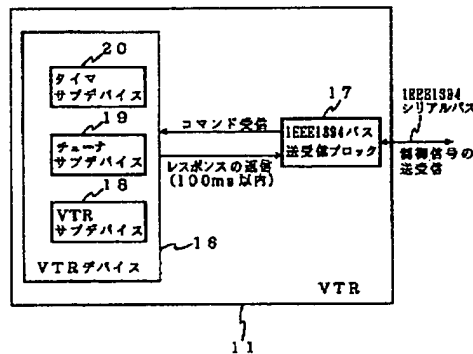 20
タイマ
サブデバイス
19
チューナ
サブデバイス
18
VTR
サブデバイス
VTRデバイス
16
コマンド受信
レスポンスの返信
(100ms以内)
17
IEEE1394バス
送受信ブロック
IEEE1394
シリアルバス
制御信号の
送受信
VTR
11